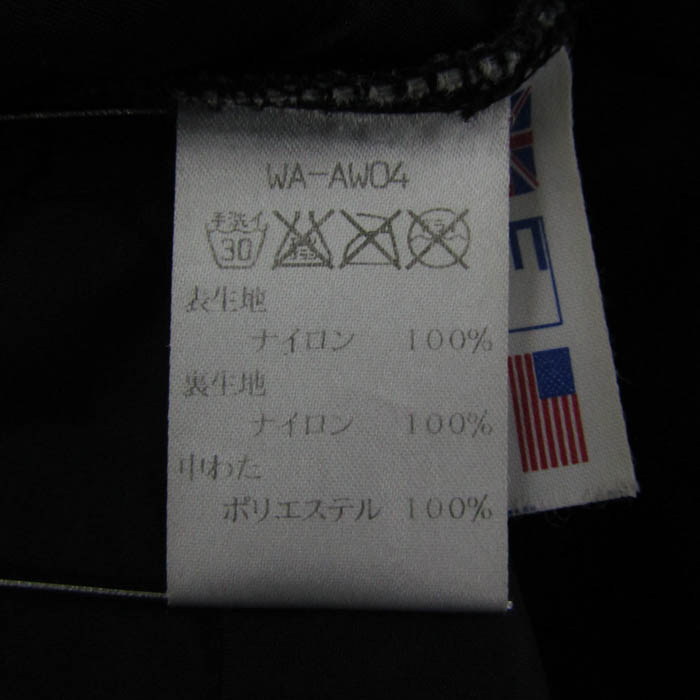 WA-AW04
手洗イ
30
表生地
ナイロン 100%
裏生地
ナイロン 100%
中わた
ポリエステル 100%